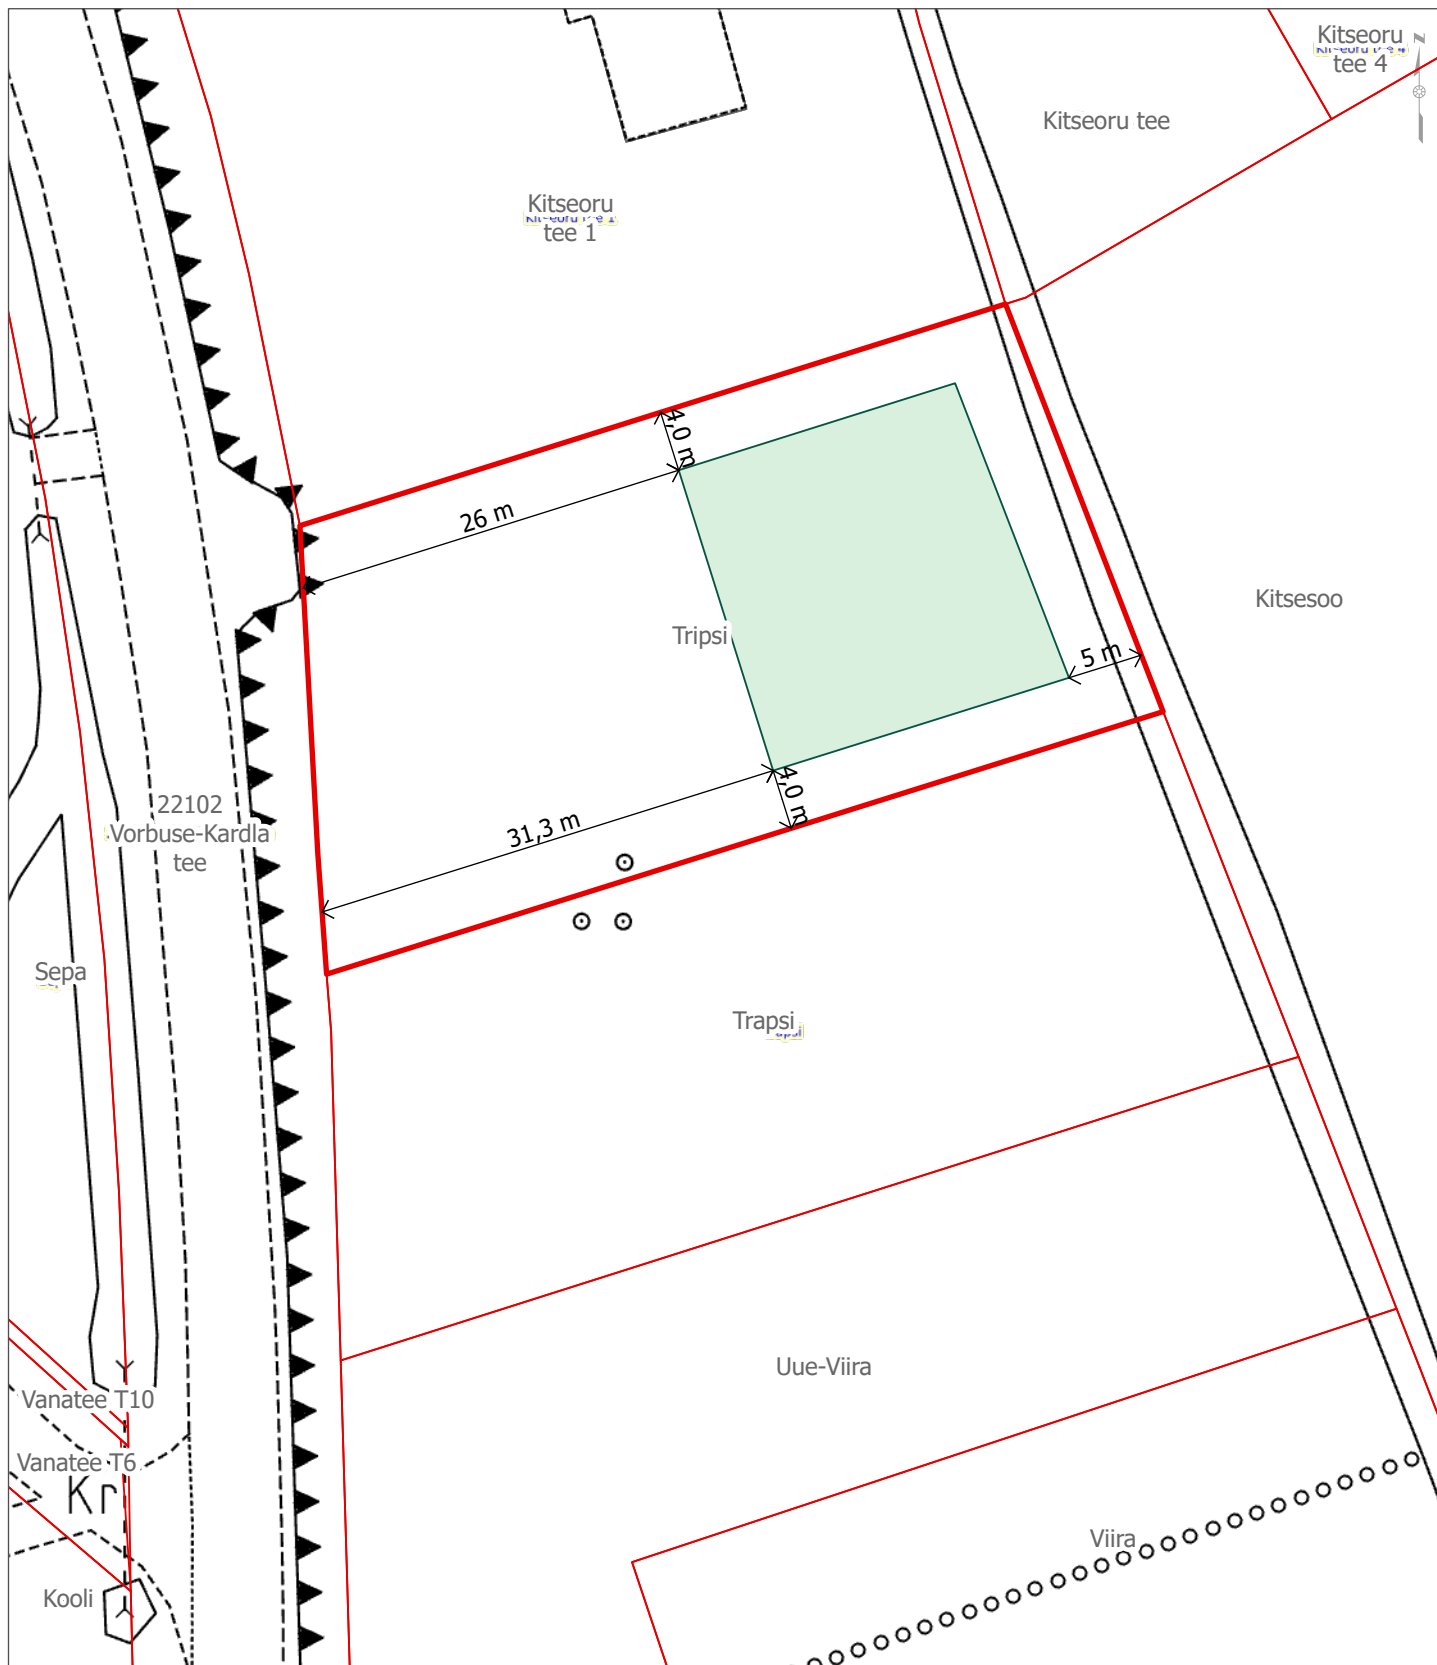 Kitseoru
tee 4
Kitseoru tee
Kitseoru
tee 1
4,0 m
26 m
Kitsesoo
Tripsi
5 m
4,0 m
31,3 m
22102
Vorbuse-Kardla
tee
Sepa
Trapsi
Uue-Viira
Vanatee T10
Vanatee T6
Kr
Viira
Kooli